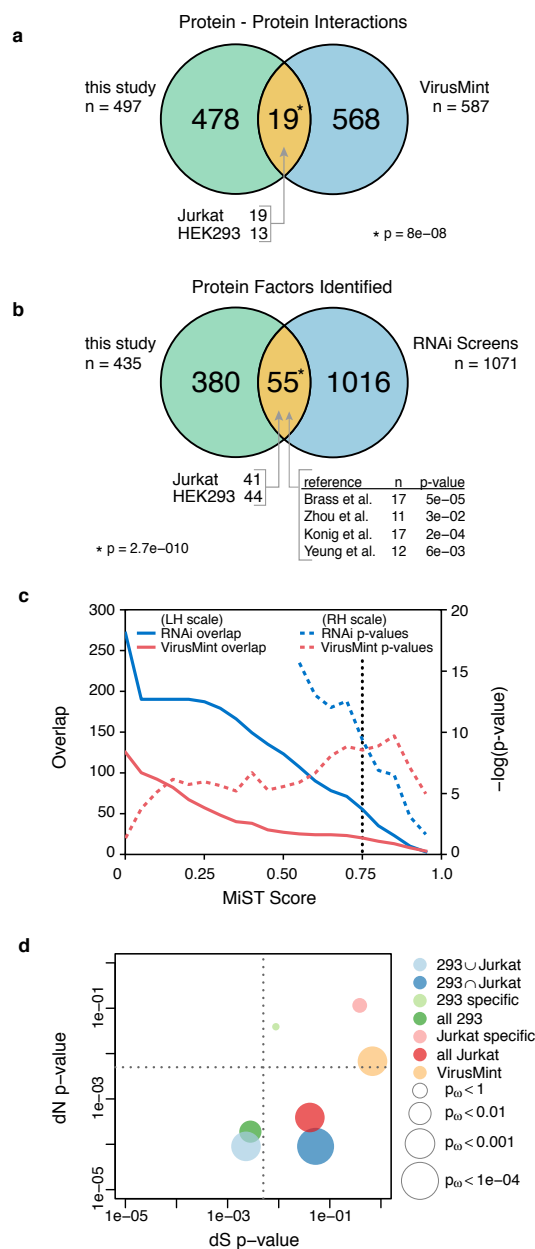 Protein - Protein Interactions
a
this study
n = 497
VirusMint
n = 587
478
19*
568
Jurkat 19
HEK293 13
* p = 8e-08
Protein Factors Identified
b
this study
n = 435
RNAi Screens
n = 1071
380
55*
1016
Jurkat 41
HEK293 44
reference n p-value
Brass et al. 17 5e-05
Zhou et al. 11 3e-02
Konig et al. 17 2e-04
Yeung et al. 12 6e-03
* p = 2.7e-010
c
(LH scale)
RNAi overlap
VirusMint overlap
(RH scale)
RNAi p-values
VirusMint p-values
300
250
200
150
100
50
0
Overlap
20
15
10
5
0
−log(p-value)
0 0.25 0.50 0.75 1.0
MiST Score
d
1e-01
1e-03
1e-05
dN p-value
1e-05 1e-03 1e-01
dS p-value
293∪Jurkat
293∩Jurkat
293 specific
all 293
Jurkat specific
all Jurkat
VirusMint
pω < 1
pω < 0.01
pω < 0.001
pω < 1e-04